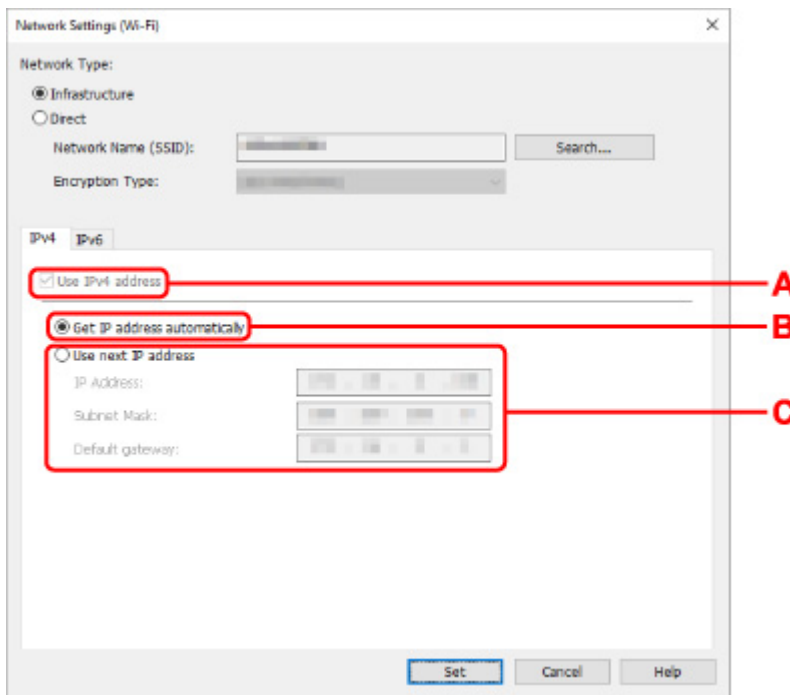 Network Settings (Wi-Fi)
Network Type:
Infrastructure
Direct
Network Name (SSID):
Search...
Encryption Type:
IPv4 IPv6
Use IPv4 address
A
Get IP address automatically
B
Use next IP address
IP Address:
Subnet Mask:
C
Default gateway:
Set Cancel Help